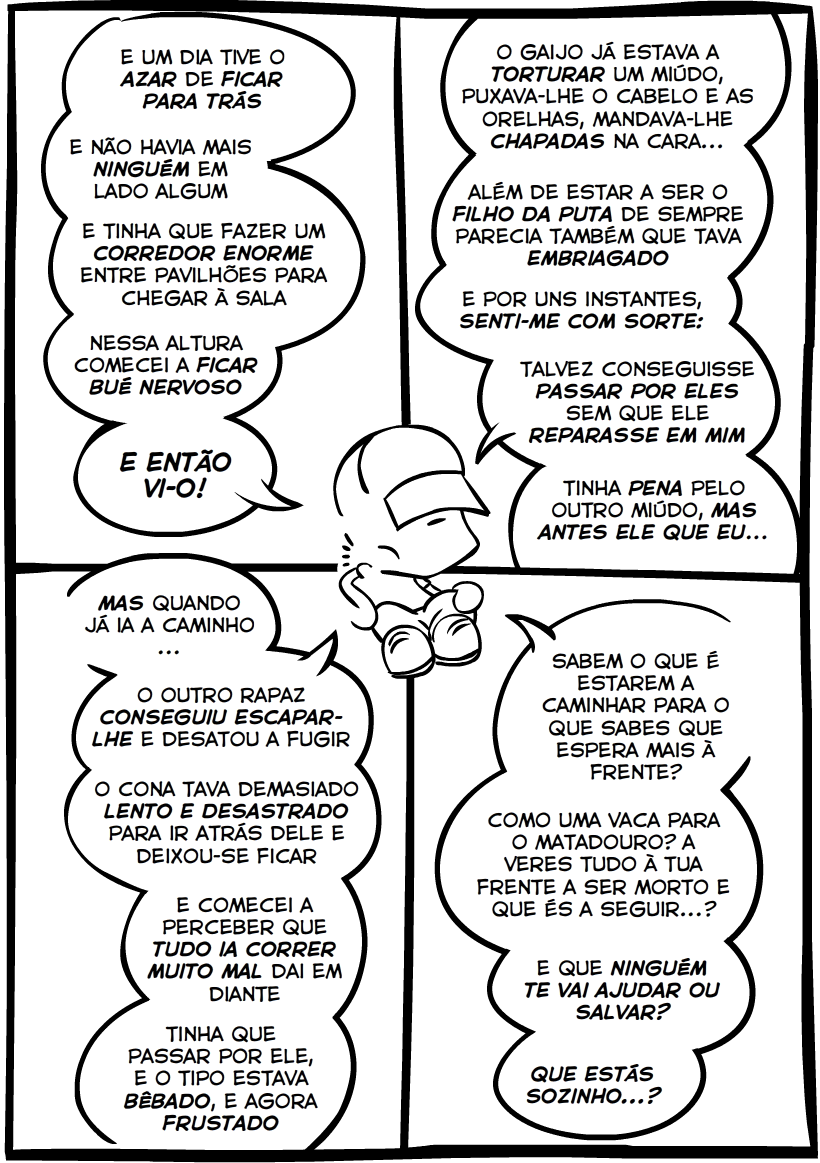 E UM DIA TIVE O
AZAR DE FICAR
PARA TRÁS
E NÃO HAVIA MAIS
NINGUÉM EM
LADO ALGUM
E TINHA QUE FAZER UM
CORREDOR ENORME
ENTRE PAVILHÕES PARA
CHEGAR À SALA
NESSA ALTURA
COMECEI A FICAR
BUÉ NERVOSO
E ENTÃO
VI-O!
O GAIJO JÁ ESTAVA A
TORTURAR UM MIÚDO,
PUXAVA-LHE O CABELO E AS
ORELHAS, MANDAVA-LHE
CHAPADAS NA CARA...
ALÉM DE ESTAR A SER O
FILHO DA PUTA DE SEMPRE
PARECIA TAMBÉM QUE TAVA
EMBRIAGADO
E POR UNS INSTANTES,
SENTI-ME COM SORTE:
TALVEZ CONSEGUISSE
PASSAR POR ELES
SEM QUE ELE
REPARASSE EM MIM
TINHA PENA PELO
OUTRO MIÚDO, MAS
ANTES ELE QUE EU...
MAS QUANDO
JÁ IA A CAMINHO
...
O OUTRO RAPAZ
CONSEGUIU ESCAPAR-
LHE E DESATOU A FUGIR
O CONA TAVA DEMASIADO
LENTO E DESASTRADO
PARA IR ATRÁS DELE E
DEIXOU-SE FICAR
E COMECEI A
PERCEBER QUE
TUDO IA CORRER
MUITO MAL DAI EM
DIANTE
TINHA QUE
PASSAR POR ELE,
E O TIPO ESTAVA
BÊBADO, E AGORA
FRUSTADO
SABEM O QUE É
ESTAREM A
CAMINHAR PARA O
QUE SABES QUE
ESPERA MAIS À
FRENTE?
COMO UMA VACA PARA
O MATADOURO? A
VERES TUDO À TUA
FRENTE A SER MORTO E
QUE ÉS A SEGUIR...?
E QUE NINGUÉM
TE VAI AJUDAR OU
SALVAR?
QUE ESTÁS
SOZINHO...?